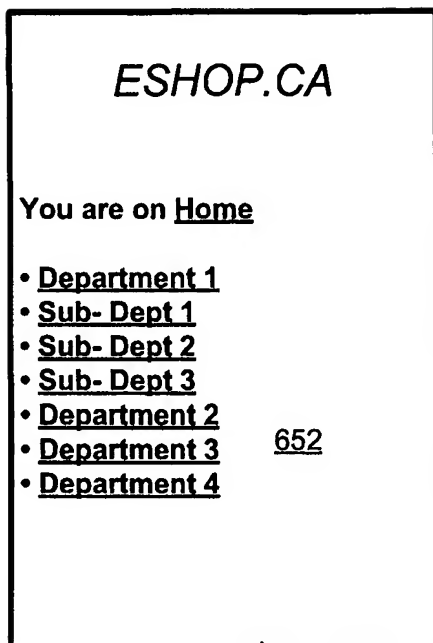 ESHOP.CA
You are on Home
• Department 1
• Sub- Dept 1
• Sub- Dept 2
• Sub- Dept 3
• Department 2
• Department 3
• Department 4
652